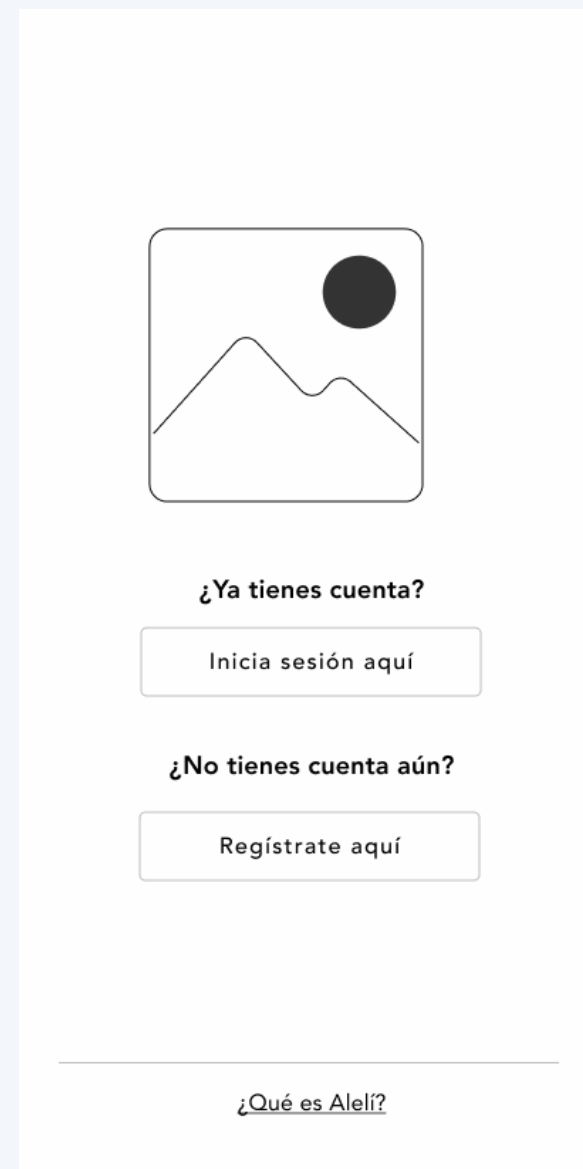 ¿Ya tienes cuenta?
Inicia sesión aquí
¿No tienes cuenta aún?
Regístrate aquí
¿Qué es Alelí?